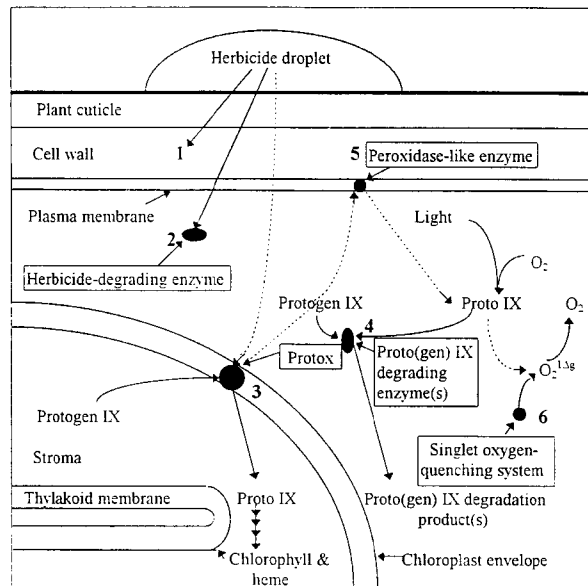 Herbicide droplet
Plant cuticle
Cell wall
1
5
Peroxidase-like enzyme
Plasma membrane
2
Herbicide-degrading enzyme
Light
O₂
Protogen IX
Proto IX
O₂
4
Protox
Proto(gen) IX
degrading
enzyme(s)
O₂¹Δg
3
6
Protogen IX
Singlet oxygen-
quenching system
Stroma
Thylakoid membrane
Proto IX
Proto(gen) IX degradation
product(s)
Chlorophyll &
heme
Chloroplast envelope